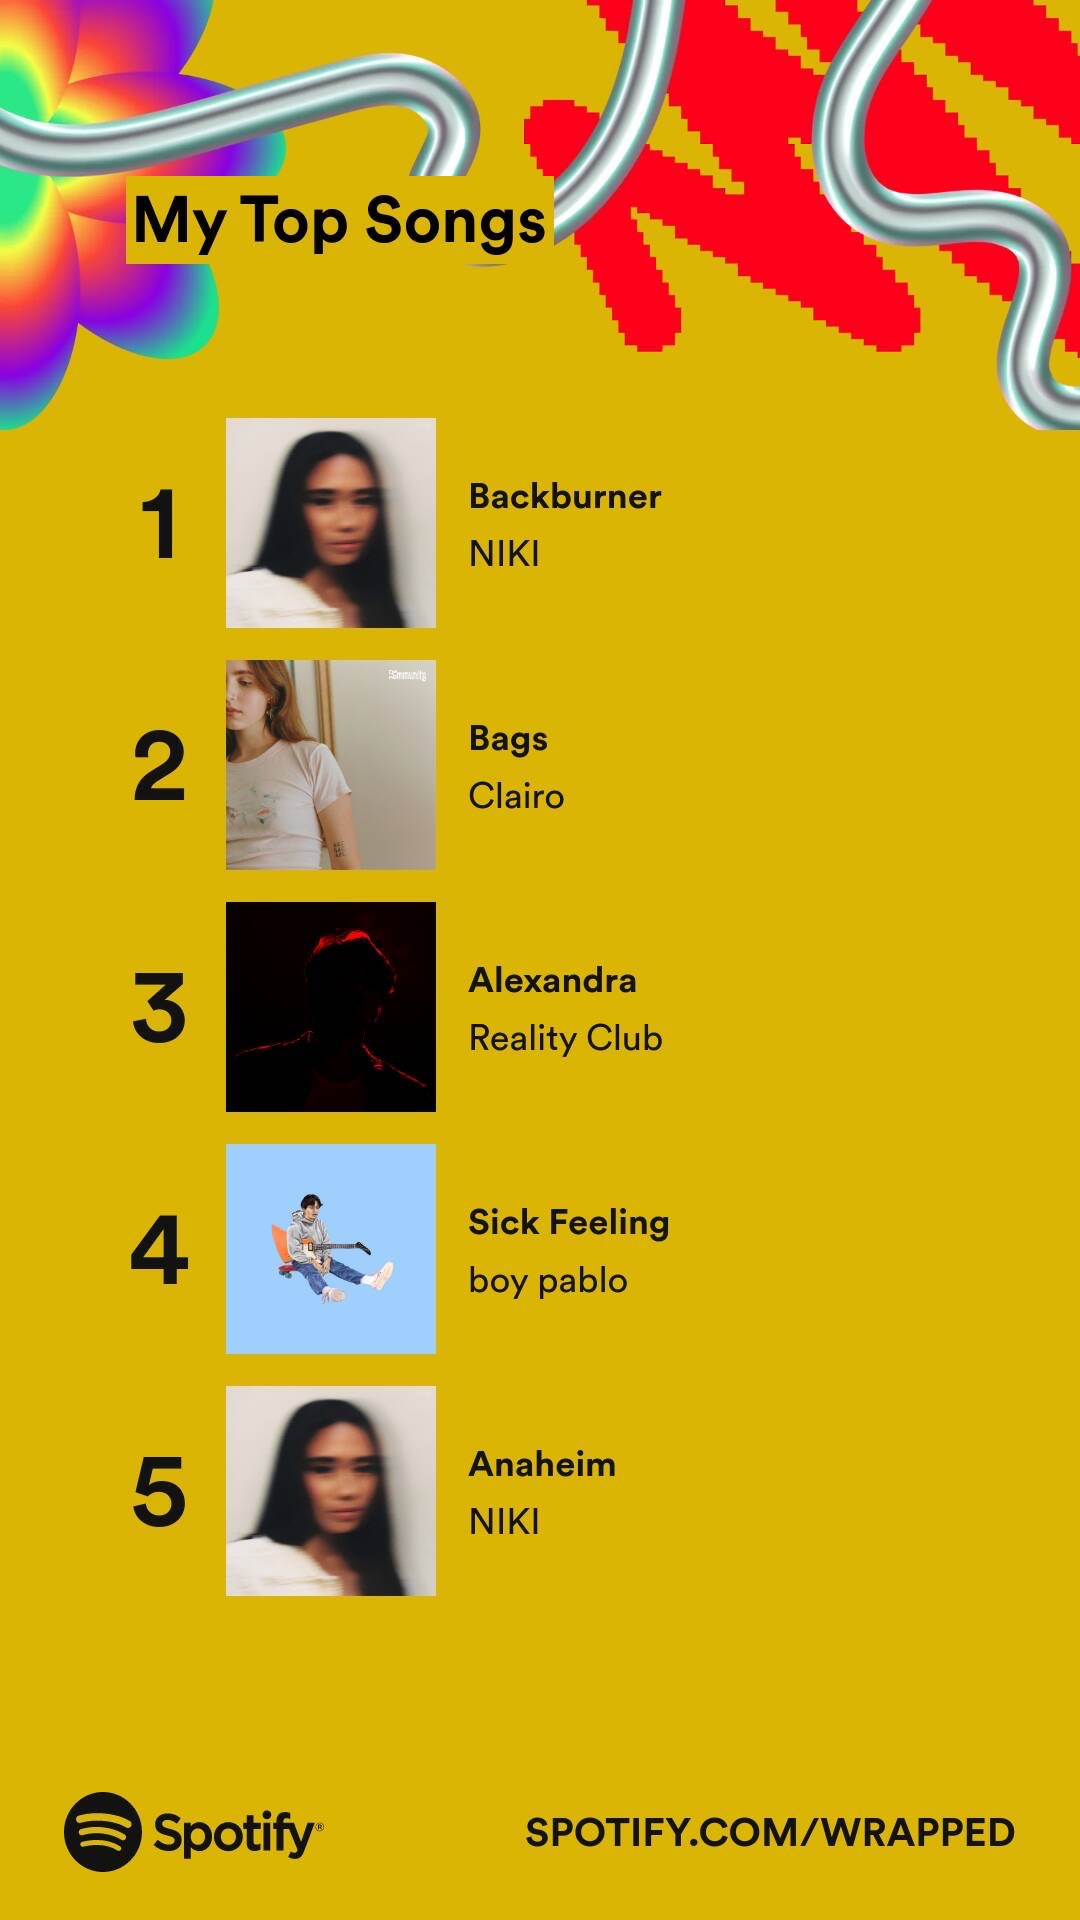 My Top Songs
1
Backburner
NIKI
2
Bags
Clairo
3
Alexandra
Reality Club
4
Sick Feeling
boy pablo
5
Anaheim
NIKI
Spotify®
SPOTIFY.COM/WRAPPED